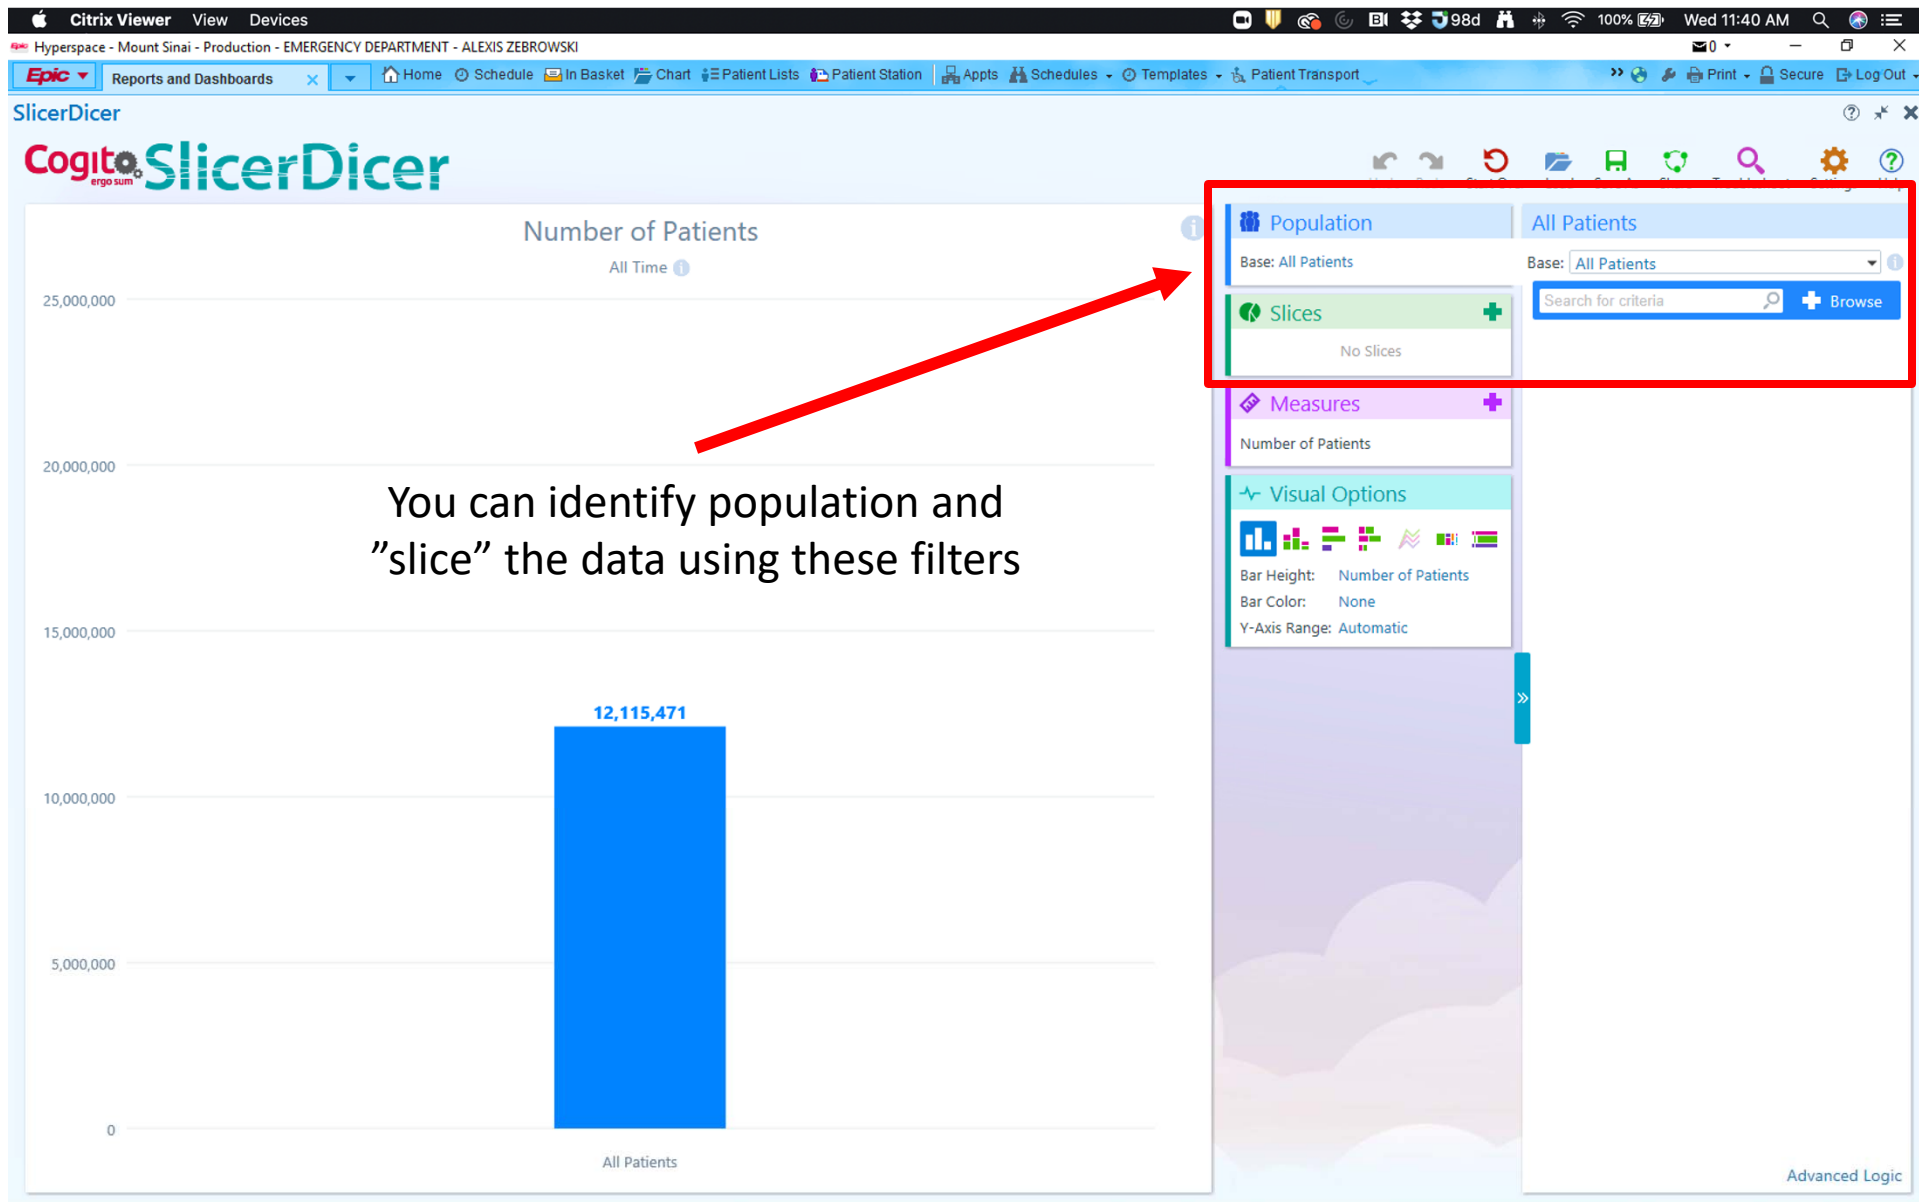 Citrix Viewer View Devices
98d 100% Wed 11:40 AM
Hyperspace - Mount Sinai - Production - EMERGENCY DEPARTMENT - ALEXIS ZEBROWSKI
0
Epic Reports and Dashboards Home Schedule In Basket Chart Patient Lists Patient Station Appts Schedules Templates Patient Transport Print Secure Log Out
SlicerDicer
Cogito
ergo sum
SlicerDicer
Number of Patients
All Time
25,000,000
20,000,000
15,000,000
10,000,000
5,000,000
0
12,115,471
All Patients
You can identify population and
”slice” the data using these filters
Population
Base: All Patients
Slices
No Slices
Measures
Number of Patients
Visual Options
Bar Height: Number of Patients
Bar Color: None
Y-Axis Range: Automatic
All Patients
Base: All Patients
Search for criteria
Browse
Advanced Logic